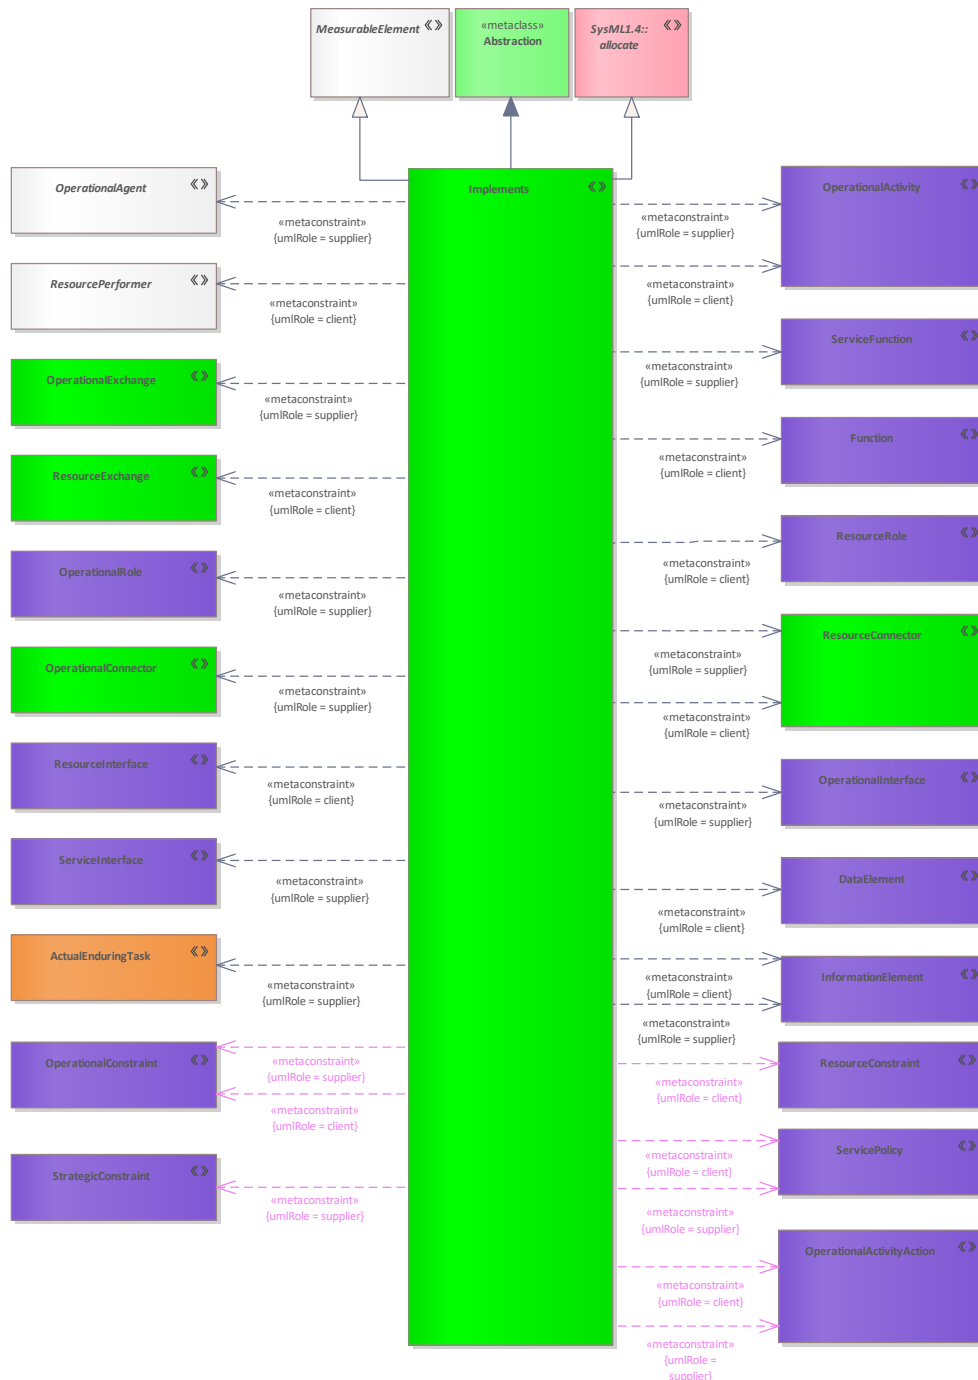 MeasurableElement «»
«metaclass»
Abstraction
SysML1.4:: «»
allocate
Implements «»
OperationalAgent «»
«metaconstraint»
{umlRole = supplier}
ResourcePerformer «»
«metaconstraint»
{umlRole = client}
OperationalExchange «»
«metaconstraint»
{umlRole = supplier}
ResourceExchange «»
«metaconstraint»
{umlRole = client}
OperationalRole «»
«metaconstraint»
{umlRole = supplier}
OperationalConnector «»
«metaconstraint»
{umlRole = supplier}
ResourceInterface «»
«metaconstraint»
{umlRole = client}
ServiceInterface «»
«metaconstraint»
{umlRole = supplier}
ActualEnduringTask «»
«metaconstraint»
{umlRole = supplier}
OperationalConstraint «»
«metaconstraint»
{umlRole = supplier}
«metaconstraint»
{umlRole = client}
StrategicConstraint «»
«metaconstraint»
{umlRole = supplier}
OperationalActivity «»
«metaconstraint»
{umlRole = supplier}
«metaconstraint»
{umlRole = client}
ServiceFunction «»
«metaconstraint»
{umlRole = supplier}
Function «»
«metaconstraint»
{umlRole = client}
ResourceRole «»
«metaconstraint»
{umlRole = client}
ResourceConnector «»
«metaconstraint»
{umlRole = supplier}
«metaconstraint»
{umlRole = client}
OperationalInterface «»
«metaconstraint»
{umlRole = supplier}
DataElement «»
«metaconstraint»
{umlRole = client}
InformationElement «»
«metaconstraint»
{umlRole = client}
«metaconstraint»
{umlRole = supplier}
ResourceConstraint «»
«metaconstraint»
{umlRole = client}
ServicePolicy «»
«metaconstraint»
{umlRole = client}
«metaconstraint»
{umlRole = supplier}
OperationalActivityAction «»
«metaconstraint»
{umlRole = client}
«metaconstraint»
{umlRole =
supplier}